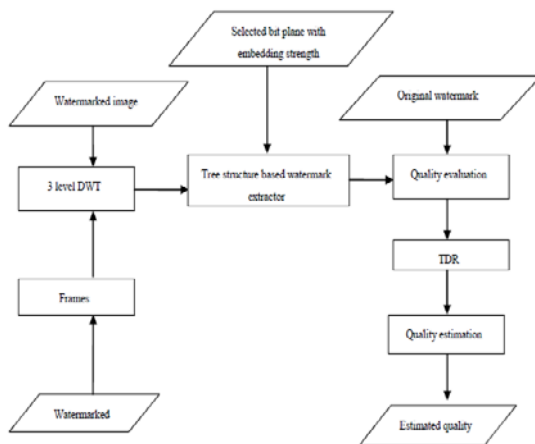 Selected bit plane with
embedding strength
Watermarked image
Original watermark
3 level DWT
Tree structure based watermark
extractor
Quality evaluation
TDR
Frames
Quality estimation
Watermarked
Estimated quality